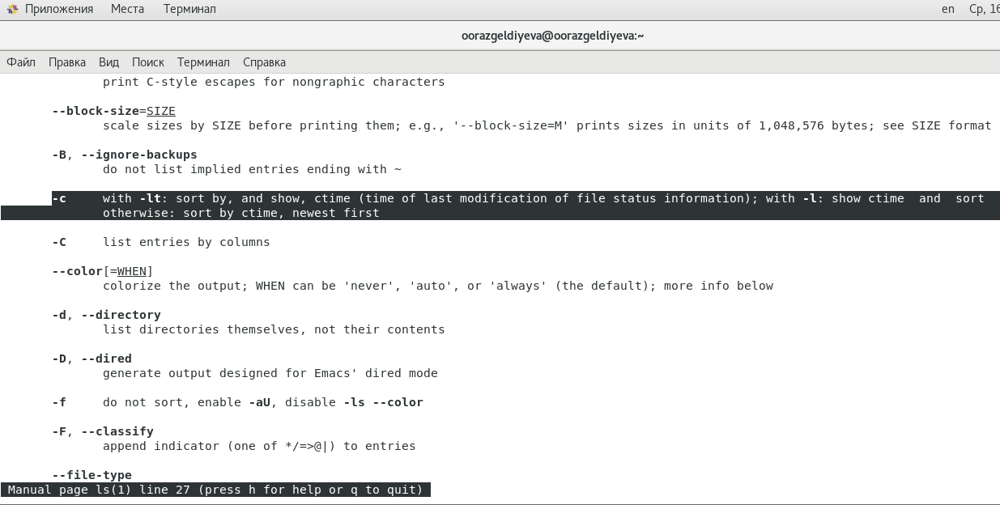 Приложения Места Терминал en Ср, 16
oorazgeldiyeva@oorazgeldiyeva:~
Файл Правка Вид Поиск Терминал Справка
print C-style escapes for nongraphic characters
--block-size=SIZE
scale sizes by SIZE before printing them; e.g., '--block-size=M' prints sizes in units of 1,048,576 bytes; see SIZE format
-B, --ignore-backups
do not list implied entries ending with ~
-c with -lt: sort by, and show, ctime (time of last modification of file status information); with -l: show ctime and sort
otherwise: sort by ctime, newest first
-C list entries by columns
--color[=WHEN]
colorize the output; WHEN can be 'never', 'auto', or 'always' (the default); more info below
-d, --directory
list directories themselves, not their contents
-D, --dired
generate output designed for Emacs' dired mode
-f do not sort, enable -aU, disable -ls --color
-F, --classify
append indicator (one of */=>@|) to entries
--file-type
Manual page ls(1) line 27 (press h for help or q to quit)